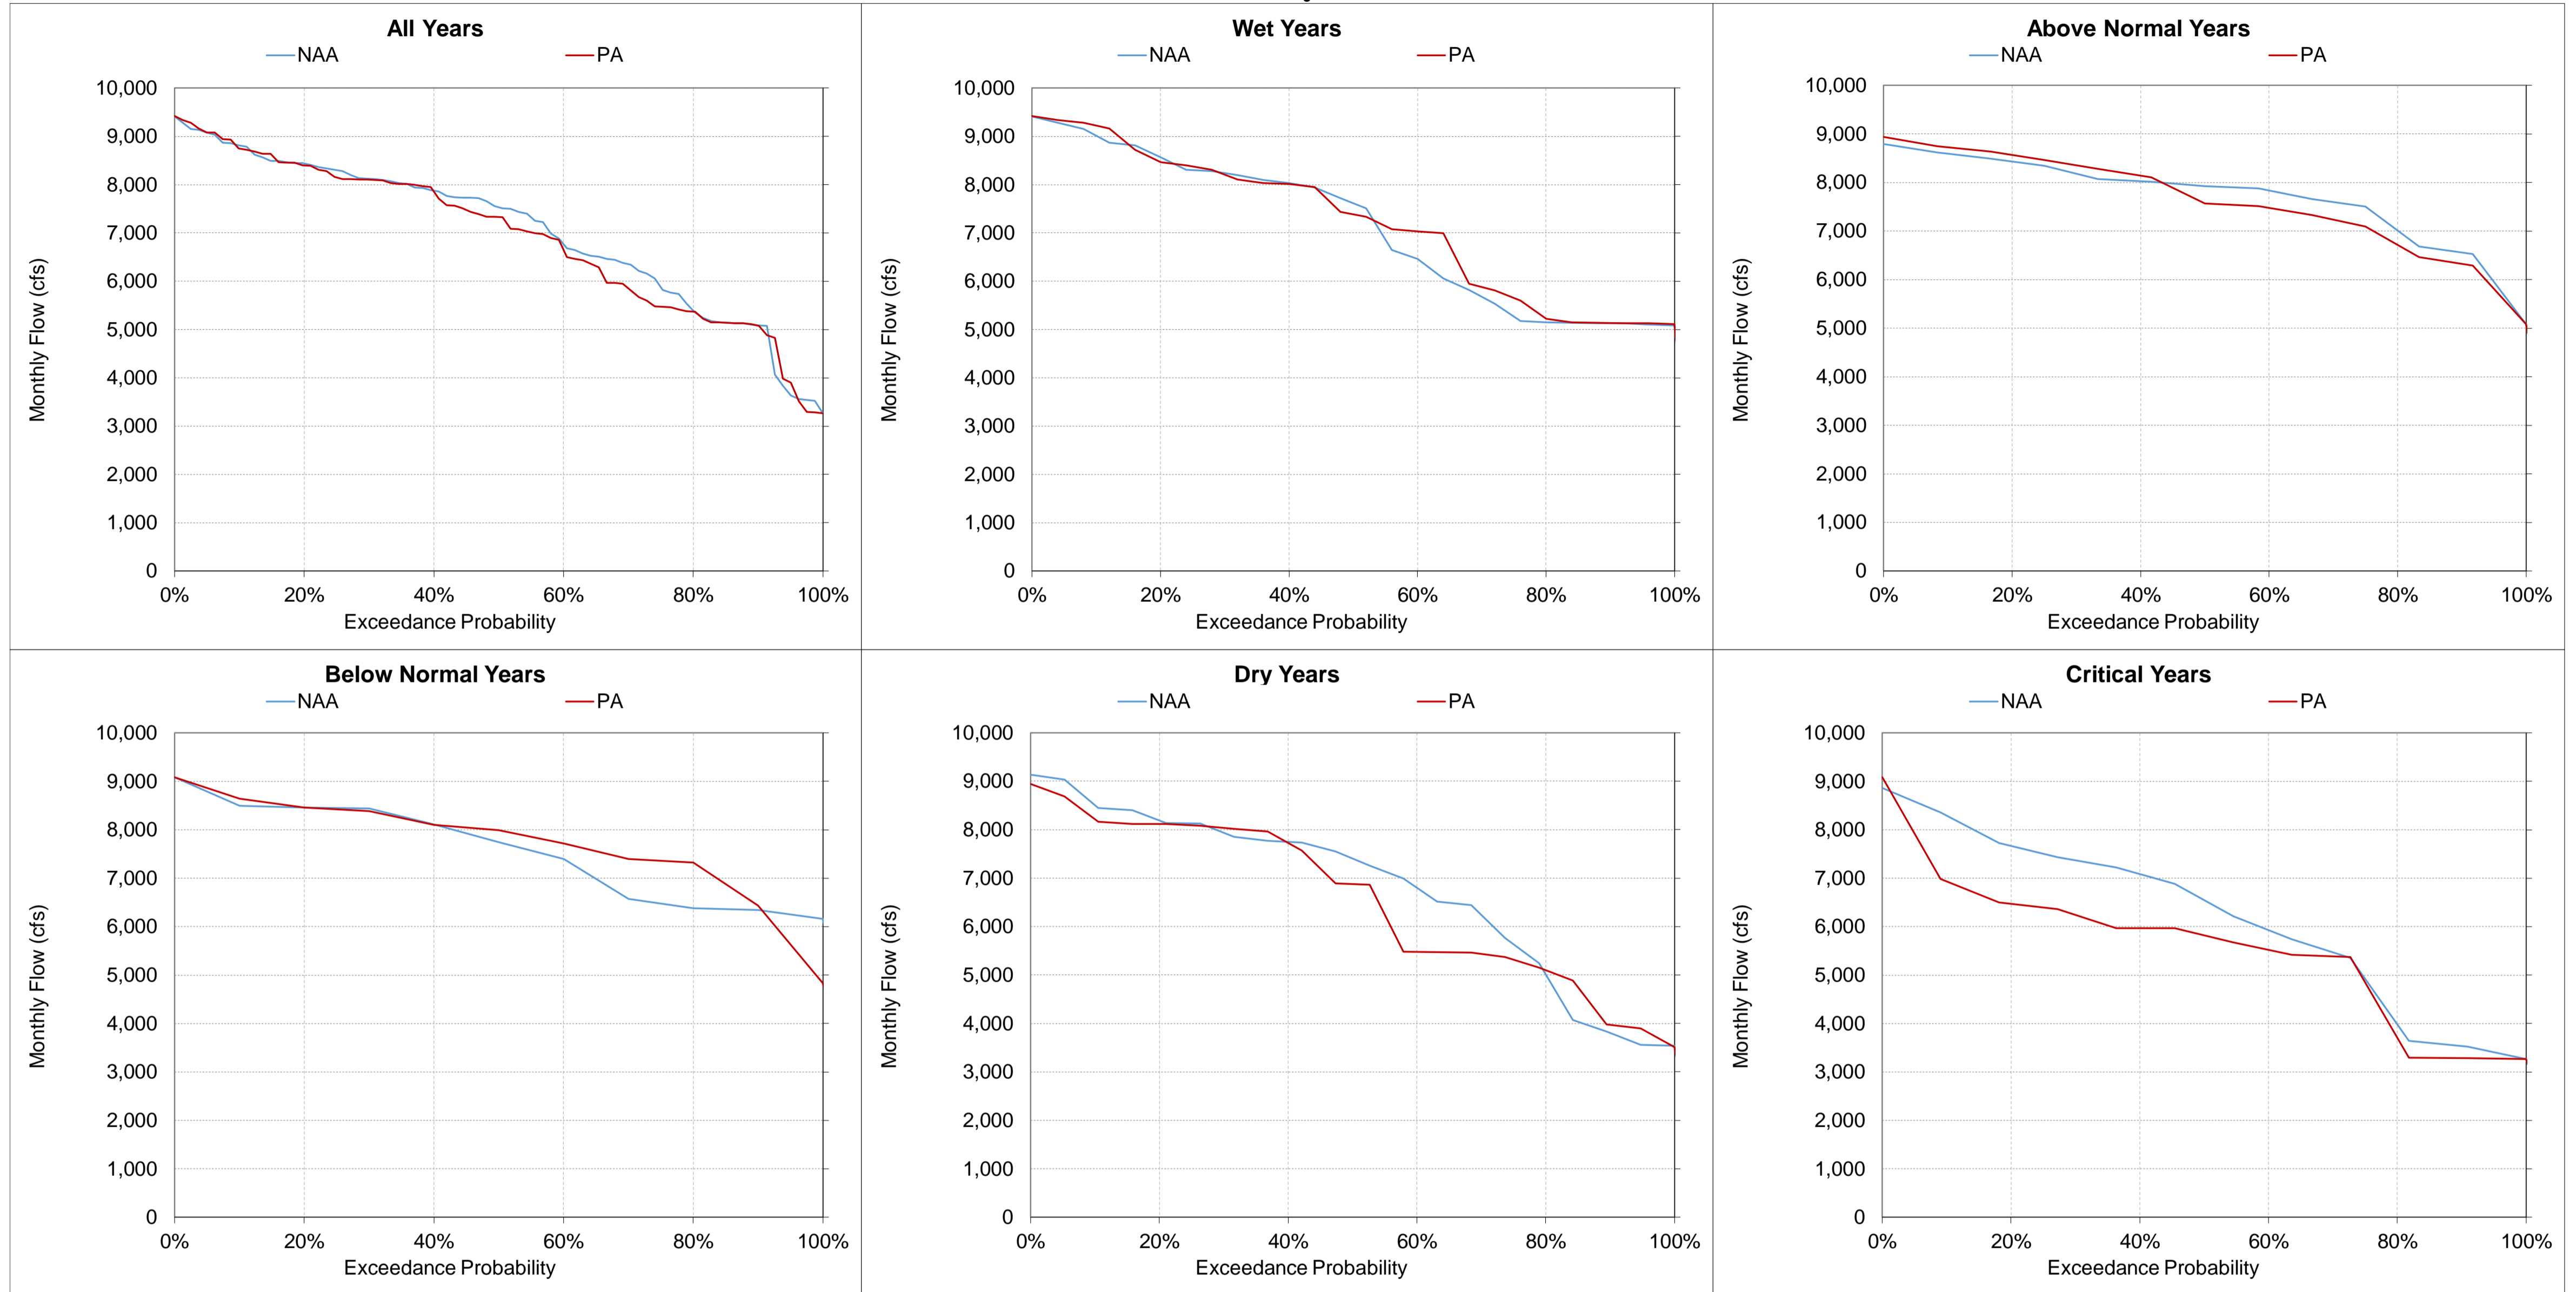 All Years
NAA PA
10,000
9,000
8,000
7,000
6,000
5,000
4,000
3,000
2,000
1,000
0
0% 20% 40% 60% 80% 100%
Monthly Flow (cfs)
Exceedance Probability
Wet Years
NAA PA
10,000
9,000
8,000
7,000
6,000
5,000
4,000
3,000
2,000
1,000
0
0% 20% 40% 60% 80% 100%
Monthly Flow (cfs)
Exceedance Probability
Above Normal Years
NAA PA
10,000
9,000
8,000
7,000
6,000
5,000
4,000
3,000
2,000
1,000
0
0% 20% 40% 60% 80% 100%
Monthly Flow (cfs)
Exceedance Probability
Below Normal Years
NAA PA
10,000
9,000
8,000
7,000
6,000
5,000
4,000
3,000
2,000
1,000
0
0% 20% 40% 60% 80% 100%
Monthly Flow (cfs)
Exceedance Probability
Dry Years
NAA PA
10,000
9,000
8,000
7,000
6,000
5,000
4,000
3,000
2,000
1,000
0
0% 20% 40% 60% 80% 100%
Monthly Flow (cfs)
Exceedance Probability
Critical Years
NAA PA
10,000
9,000
8,000
7,000
6,000
5,000
4,000
3,000
2,000
1,000
0
0% 20% 40% 60% 80% 100%
Monthly Flow (cfs)
Exceedance Probability